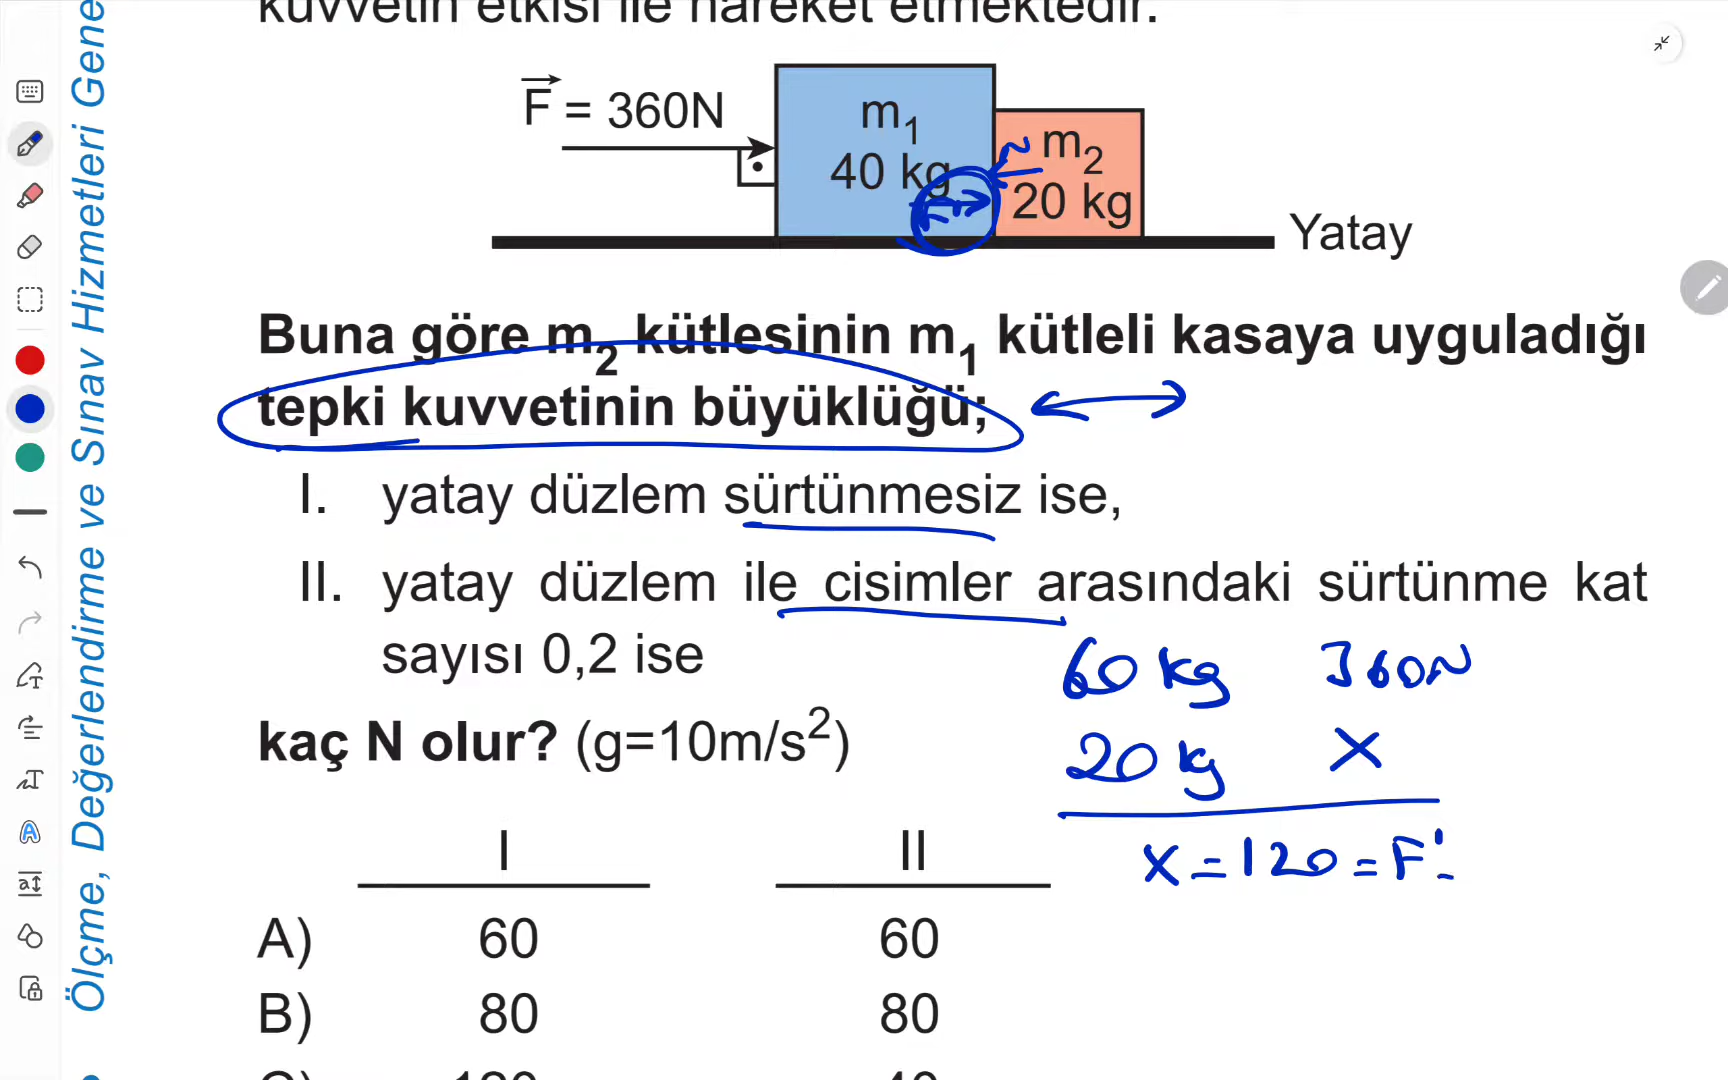 kuvvetin etkisi ile hareket etmektedir.
F = 360N
m1
40 kg
N
m2
20 kg
F
Yatay
Buna göre m2 kütlesinin m1 kütleli kasaya uyguladığı
tepki kuvvetinin büyüklüğü;
I. yatay düzlem sürtünmesiz ise,
II. yatay düzlem ile cisimler arasındaki sürtünme kat
sayısı 0,2 ise
60 kg 360N
kaç N olur? (g=10m/s2)
20 kg X
X = 120 = F'
I II
A) 60 60
B) 80 80
C) 120 40
Ölçme, Değerlendirme ve Sınav Hizmetleri Gene